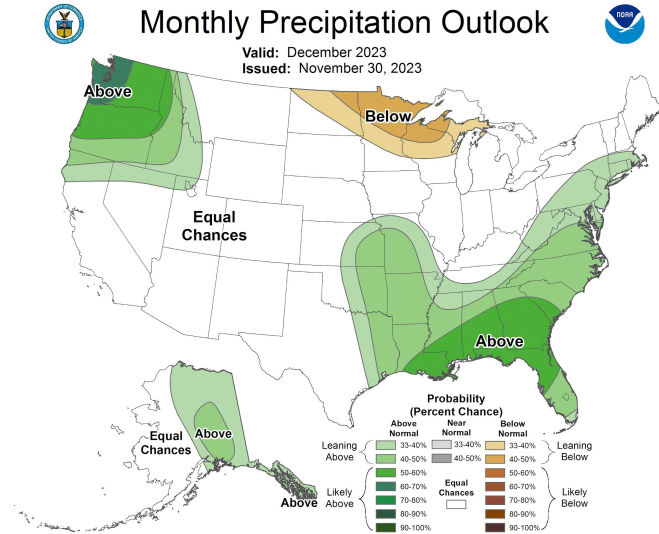 Monthly Precipitation Outlook
NOAA
Valid: December 2023
Issued: November 30, 2023
Above
Below
Equal
Chances
Above
Equal
Chances
Above
Above
Probability
(Percent Chance)
Above
Normal
Near
Normal
Below
Normal
Leaning
Above
33-40%
33-40%
33-40%
Leaning
Below
40-50%
40-50%
40-50%
Likely
Above
50-60%
60-70%
70-80%
80-90%
90-100%
Equal
Chances
50-60%
60-70%
70-80%
80-90%
90-100%
Likely
Below